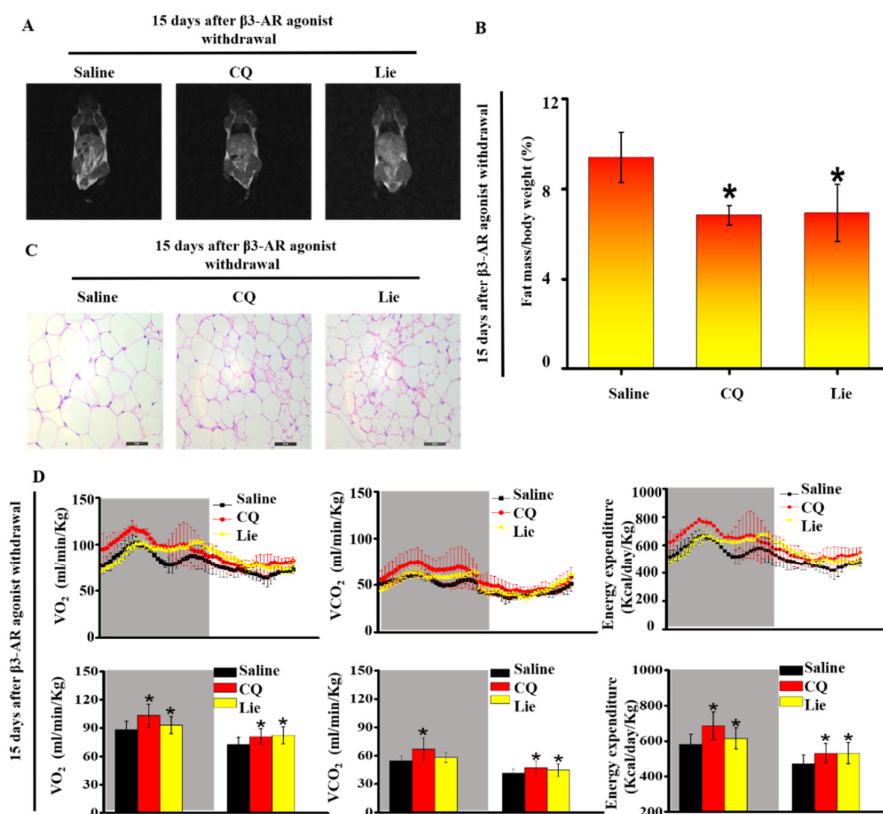 A
15 days after β3-AR agonist
withdrawal
Saline CQ Lie
B
15 days after β3-AR agonist withdrawal
Fat mass/body weight (%)
12
8
4
0
*
*
Saline CQ Lie
C
15 days after β3-AR agonist
withdrawal
Saline CQ Lie
D
15 days after β3-AR agonist withdrawal
VO2 (ml/min/Kg)
150
100
50
0
Saline
CQ
Lie
VCO2 (ml/min/Kg)
150
100
50
0
Saline
CQ
Lie
Energy expenditure
(Kcal/day/Kg)
1000
800
600
400
200
0
Saline
CQ
Lie
VO2 (ml/min/Kg)
150
120
90
60
30
0
* * * *
Saline
CQ
Lie
VCO2 (ml/min/Kg)
150
120
90
60
30
0
* * *
Saline
CQ
Lie
Energy expenditure
(Kcal/day/Kg)
1000
800
600
400
200
* * * *
Saline
CQ
Lie